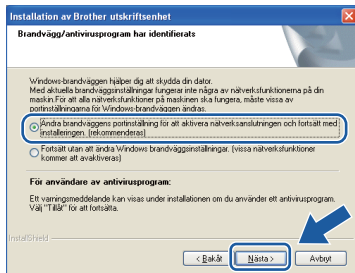 Installation av Brother utskriftsenhet
Brandvägg/antivirusprogram har identifierats
Windows-brandväggen hjälper dig att skydda din dator.
Med aktuella brandväggsinställningar fungerar inte några av nätverksfunktionerna på din
maskin.För att alla nätverksfunktioner på maskinen ska fungera, måste vissa av
portinställningarna för Windows-brandväggen ändras.
Ändra brandväggens portinställning för att aktivera nätverksanslutningen och fortsätt med
installeringen. (rekommenderas)
Fortsätt utan att ändra Windows brandväggsinställningar. (vissa nätverksfunktioner
kommer att avaktiveras)
För användare av antivirusprogram:
Ett varningsmeddelande kan visas under installationen om du använder ett antivirusprogram.
Välj "Tillåt" för att fortsätta.
InstallShield
< Bakåt
Nästa >
Avbryt